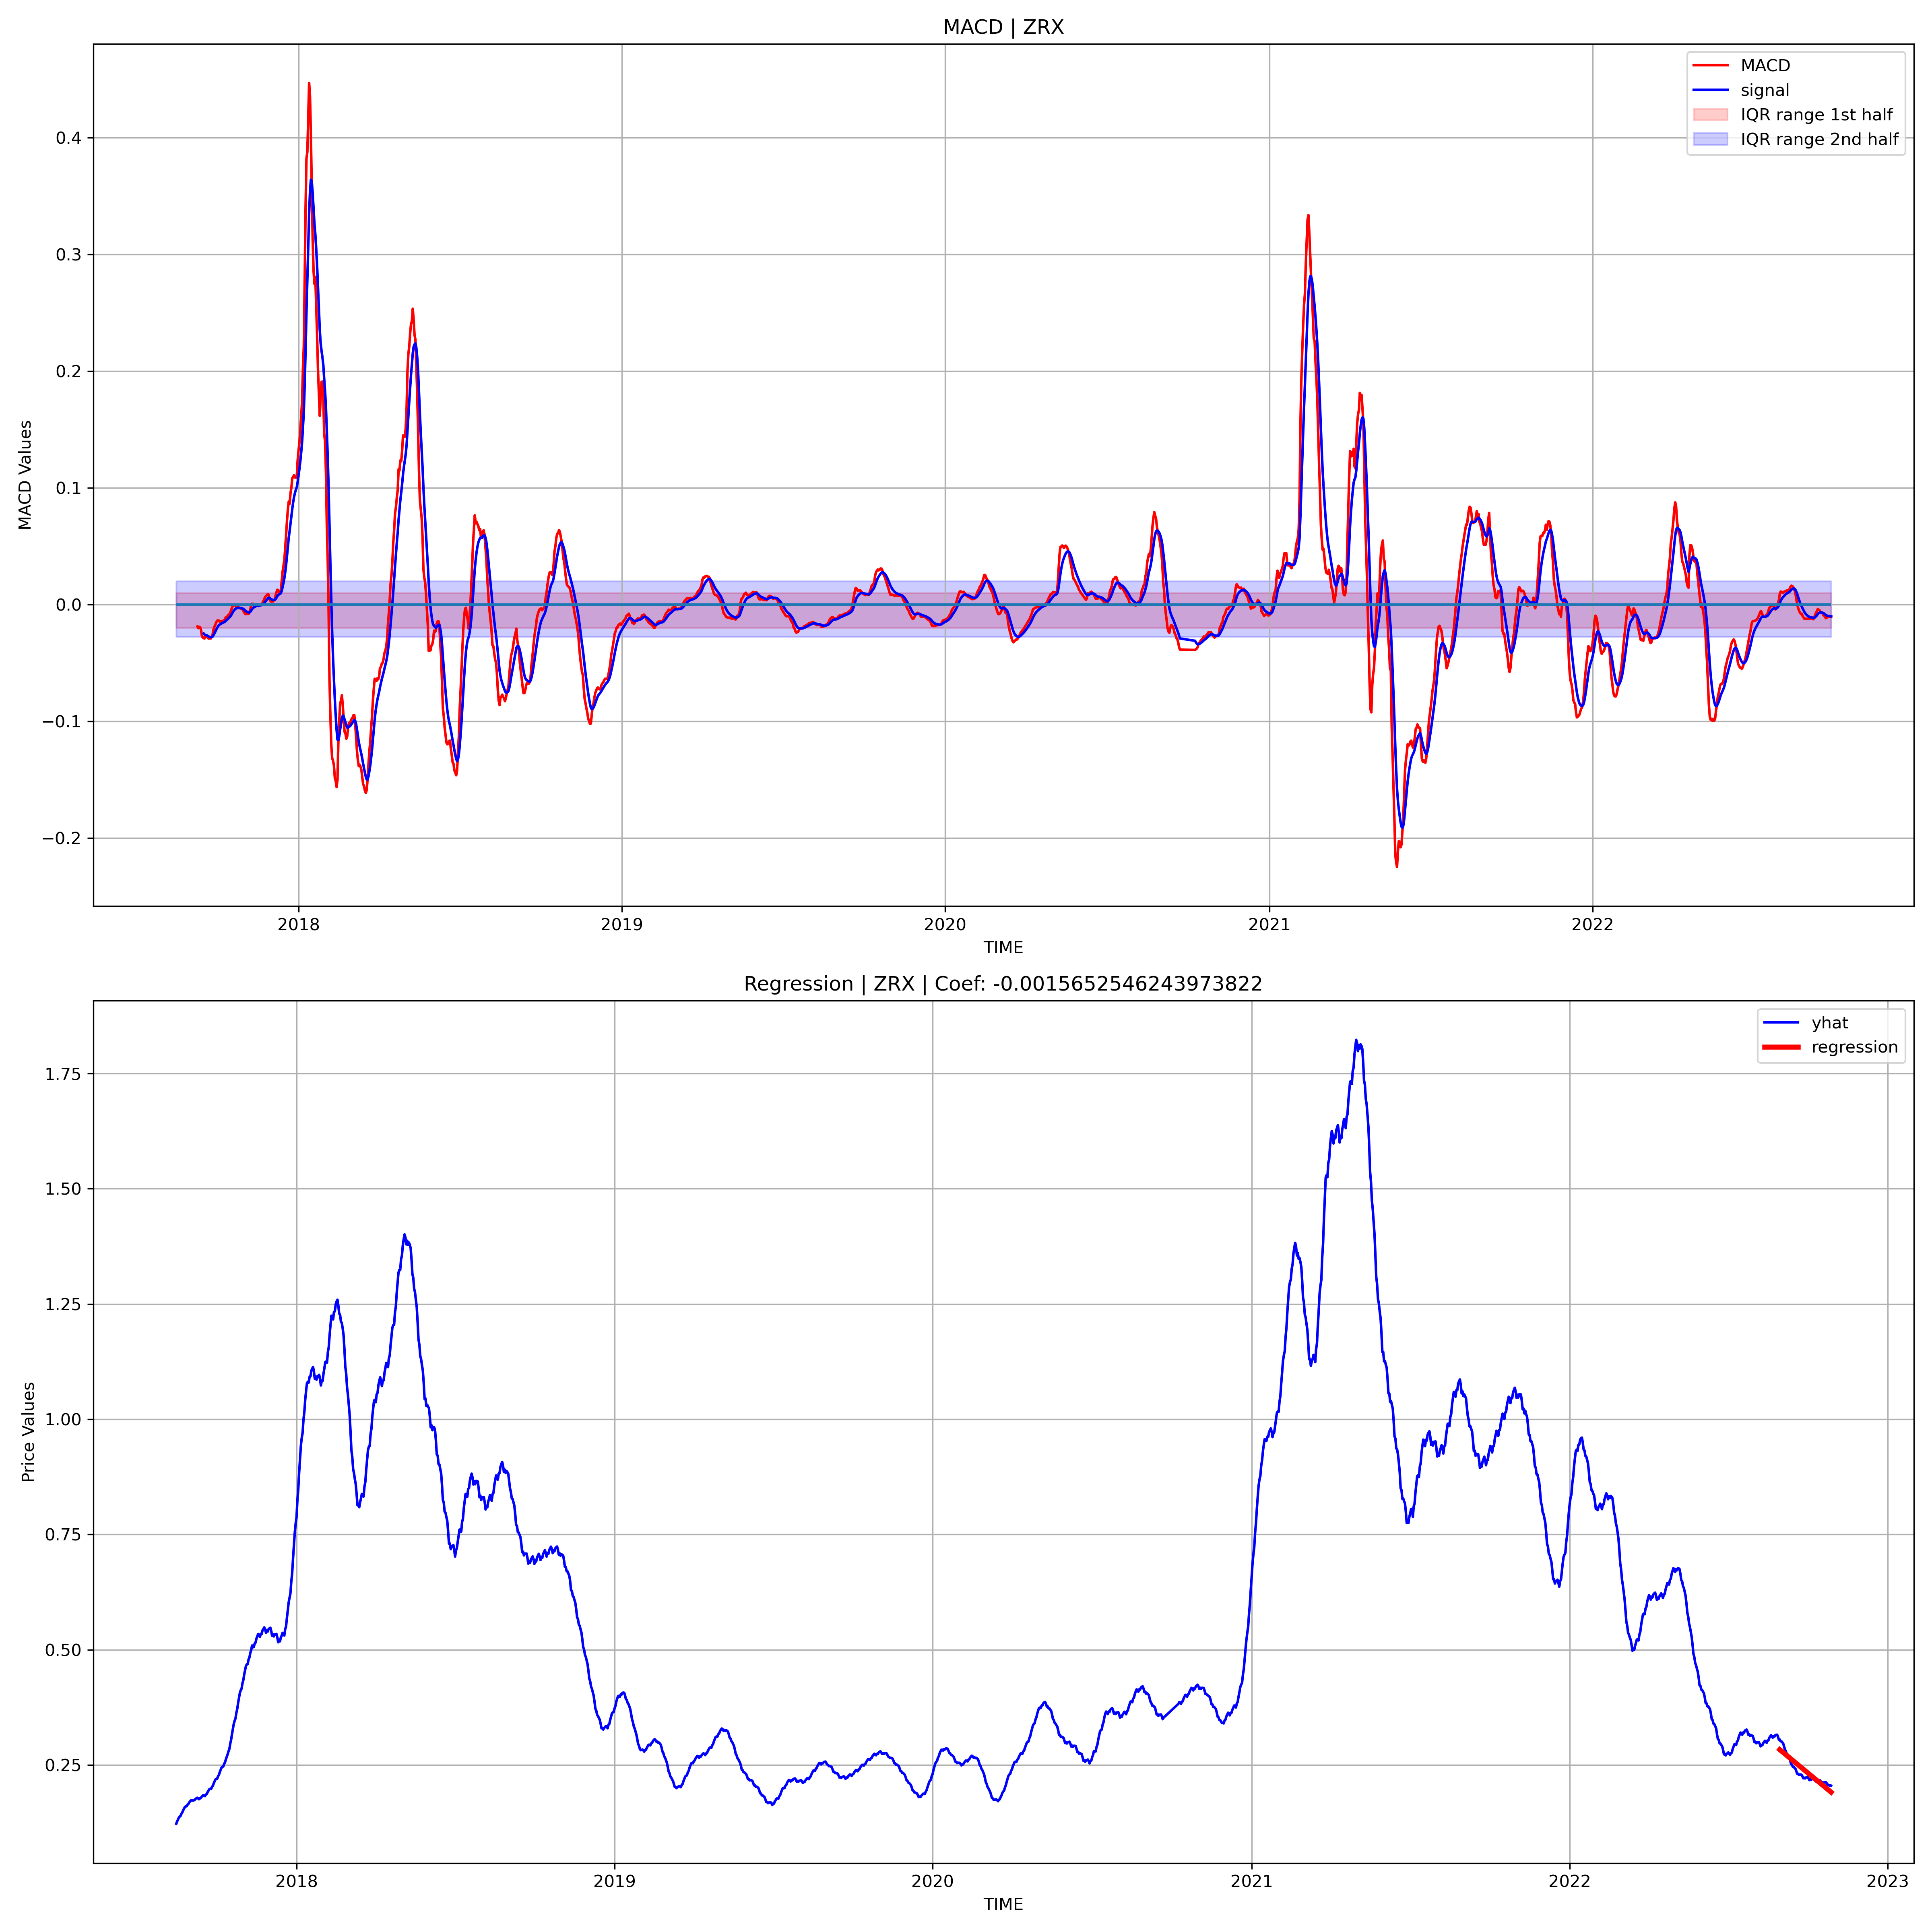 MACD | ZRX
MACD
signal
IQR range 1st half
IQR range 2nd half
MACD Values
0.4
0.3
0.2
0.1
0.0
−0.1
−0.2
2018 2019 2020 2021 2022
TIME
Regression | ZRX | Coef: -0.0015652546243973822
yhat
regression
Price Values
1.75
1.50
1.25
1.00
0.75
0.50
0.25
2018 2019 2020 2021 2022 2023
TIME